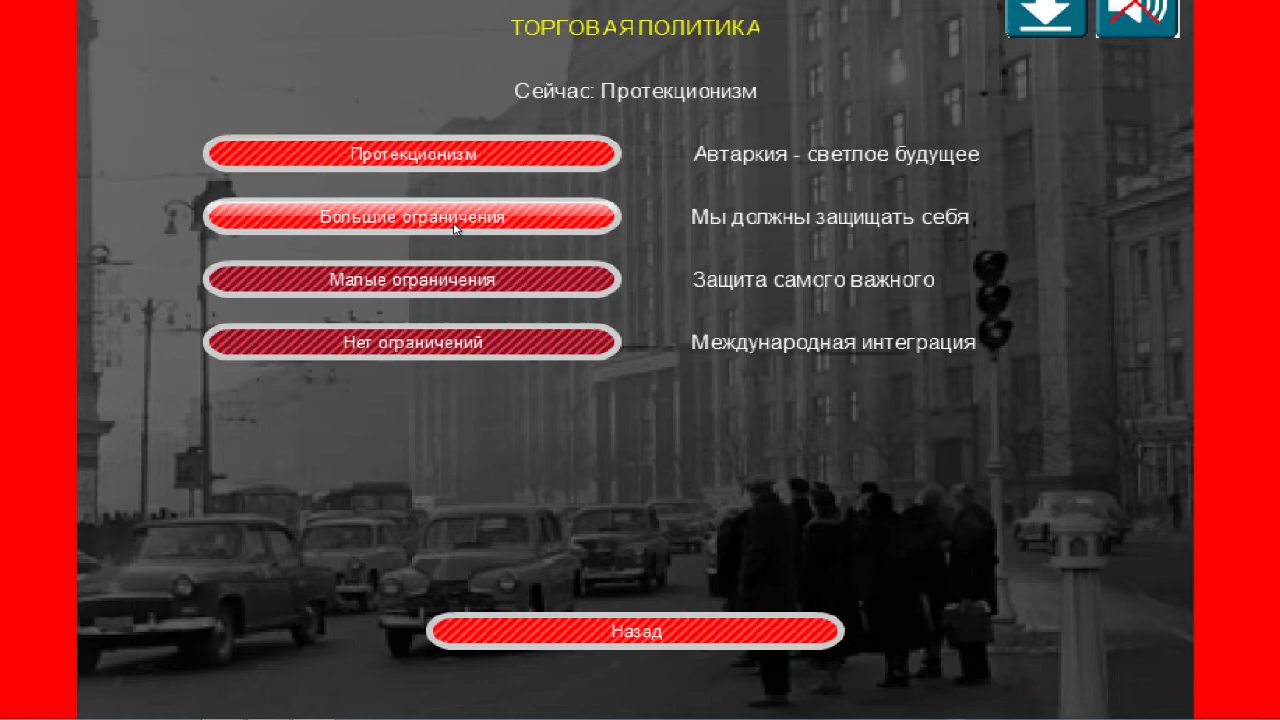 ТОРГОВАЯ ПОЛИТИКА
Сейчас: Протекционизм
Протекционизм
Автаркия - светлое будущее
Большие ограничения
Мы должны защищать себя
Малые ограничения
Защита самого важного
Нет ограничений
Международная интеграция
Назад